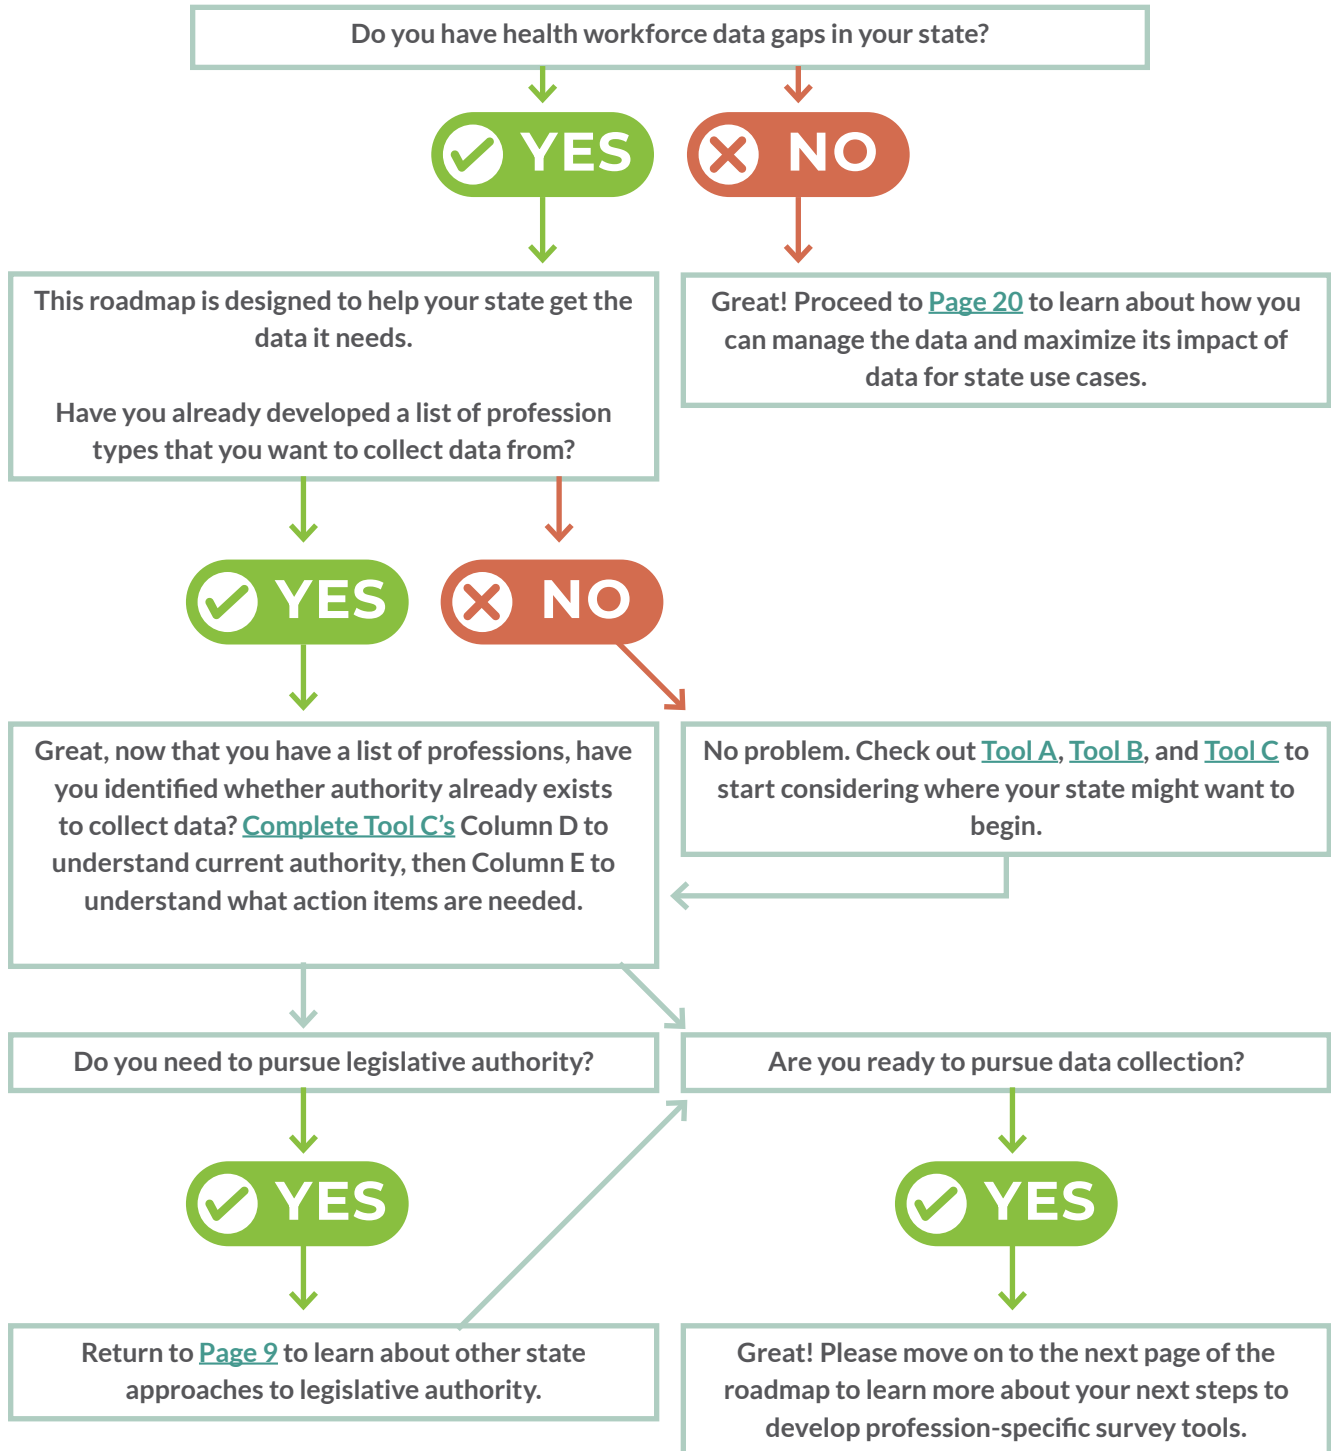 Do you have health workforce data gaps in your state?
YES
NO
This roadmap is designed to help your state get the
data it needs.
Have you already developed a list of profession
types that you want to collect data from?
Great! Proceed to Page 20 to learn about how you
can manage the data and maximize its impact of
data for state use cases.
YES
NO
Great, now that you have a list of professions, have
you identified whether authority already exists
to collect data? Complete Tool C’s Column D to
understand current authority, then Column E to
understand what action items are needed.
No problem. Check out Tool A, Tool B, and Tool C to
start considering where your state might want to
begin.
Do you need to pursue legislative authority?
Are you ready to pursue data collection?
YES
YES
Return to Page 9 to learn about other state
approaches to legislative authority.
Great! Please move on to the next page of the
roadmap to learn more about your next steps to
develop profession-specific survey tools.